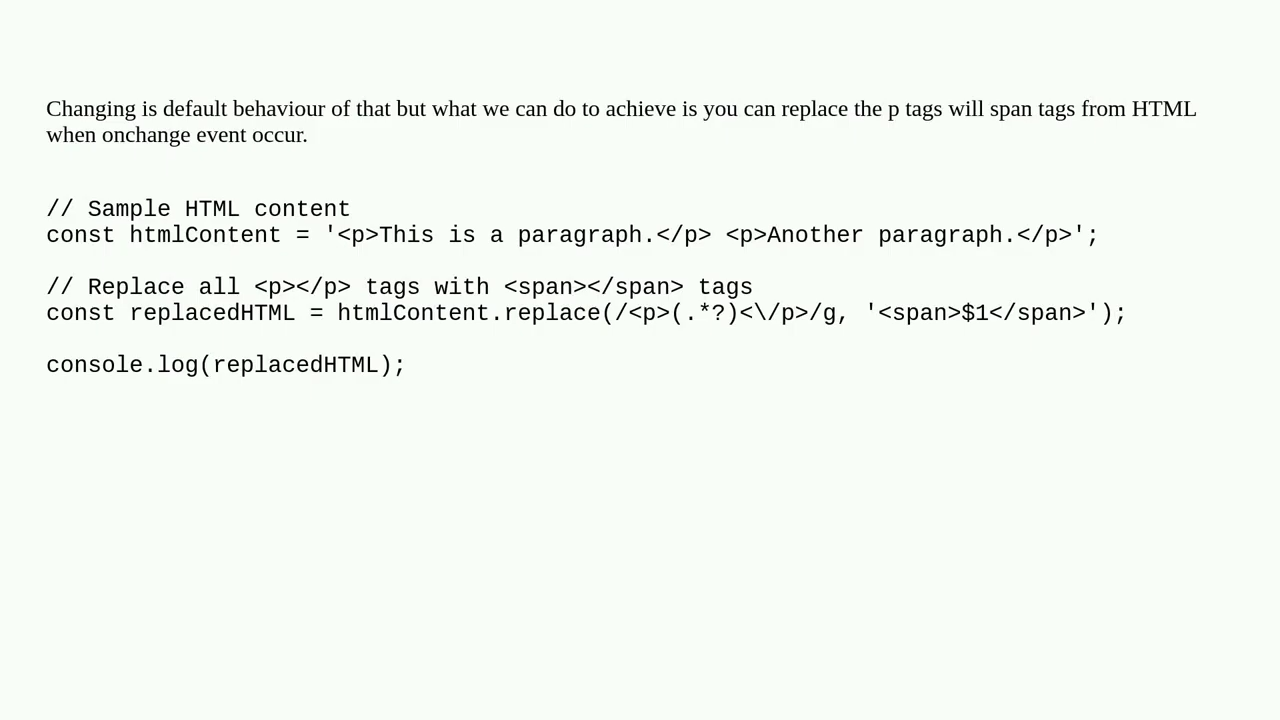 Changing is default behaviour of that but what we can do to achieve is you can replace the p tags will span tags from HTML
when onchange event occur.
// Sample HTML content
const htmlContent = '<p>This is a paragraph.</p> <p>Another paragraph.</p>';
// Replace all <p></p> tags with <span></span> tags
const replacedHTML = htmlContent.replace(/<p>(.*?)<\/p>/g, '<span>$1</span>');
console.log(replacedHTML);